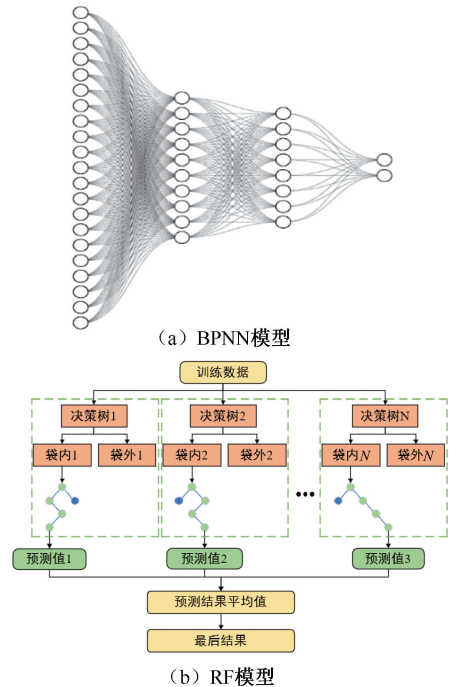 （a）BPNN模型
训练数据
决策树1 决策树2 决策树N
袋内1 袋外1 袋内2 袋外2 袋内N 袋外N
•••
预测值1 预测值2 预测值3
预测结果平均值
最后结果
（b）RF模型